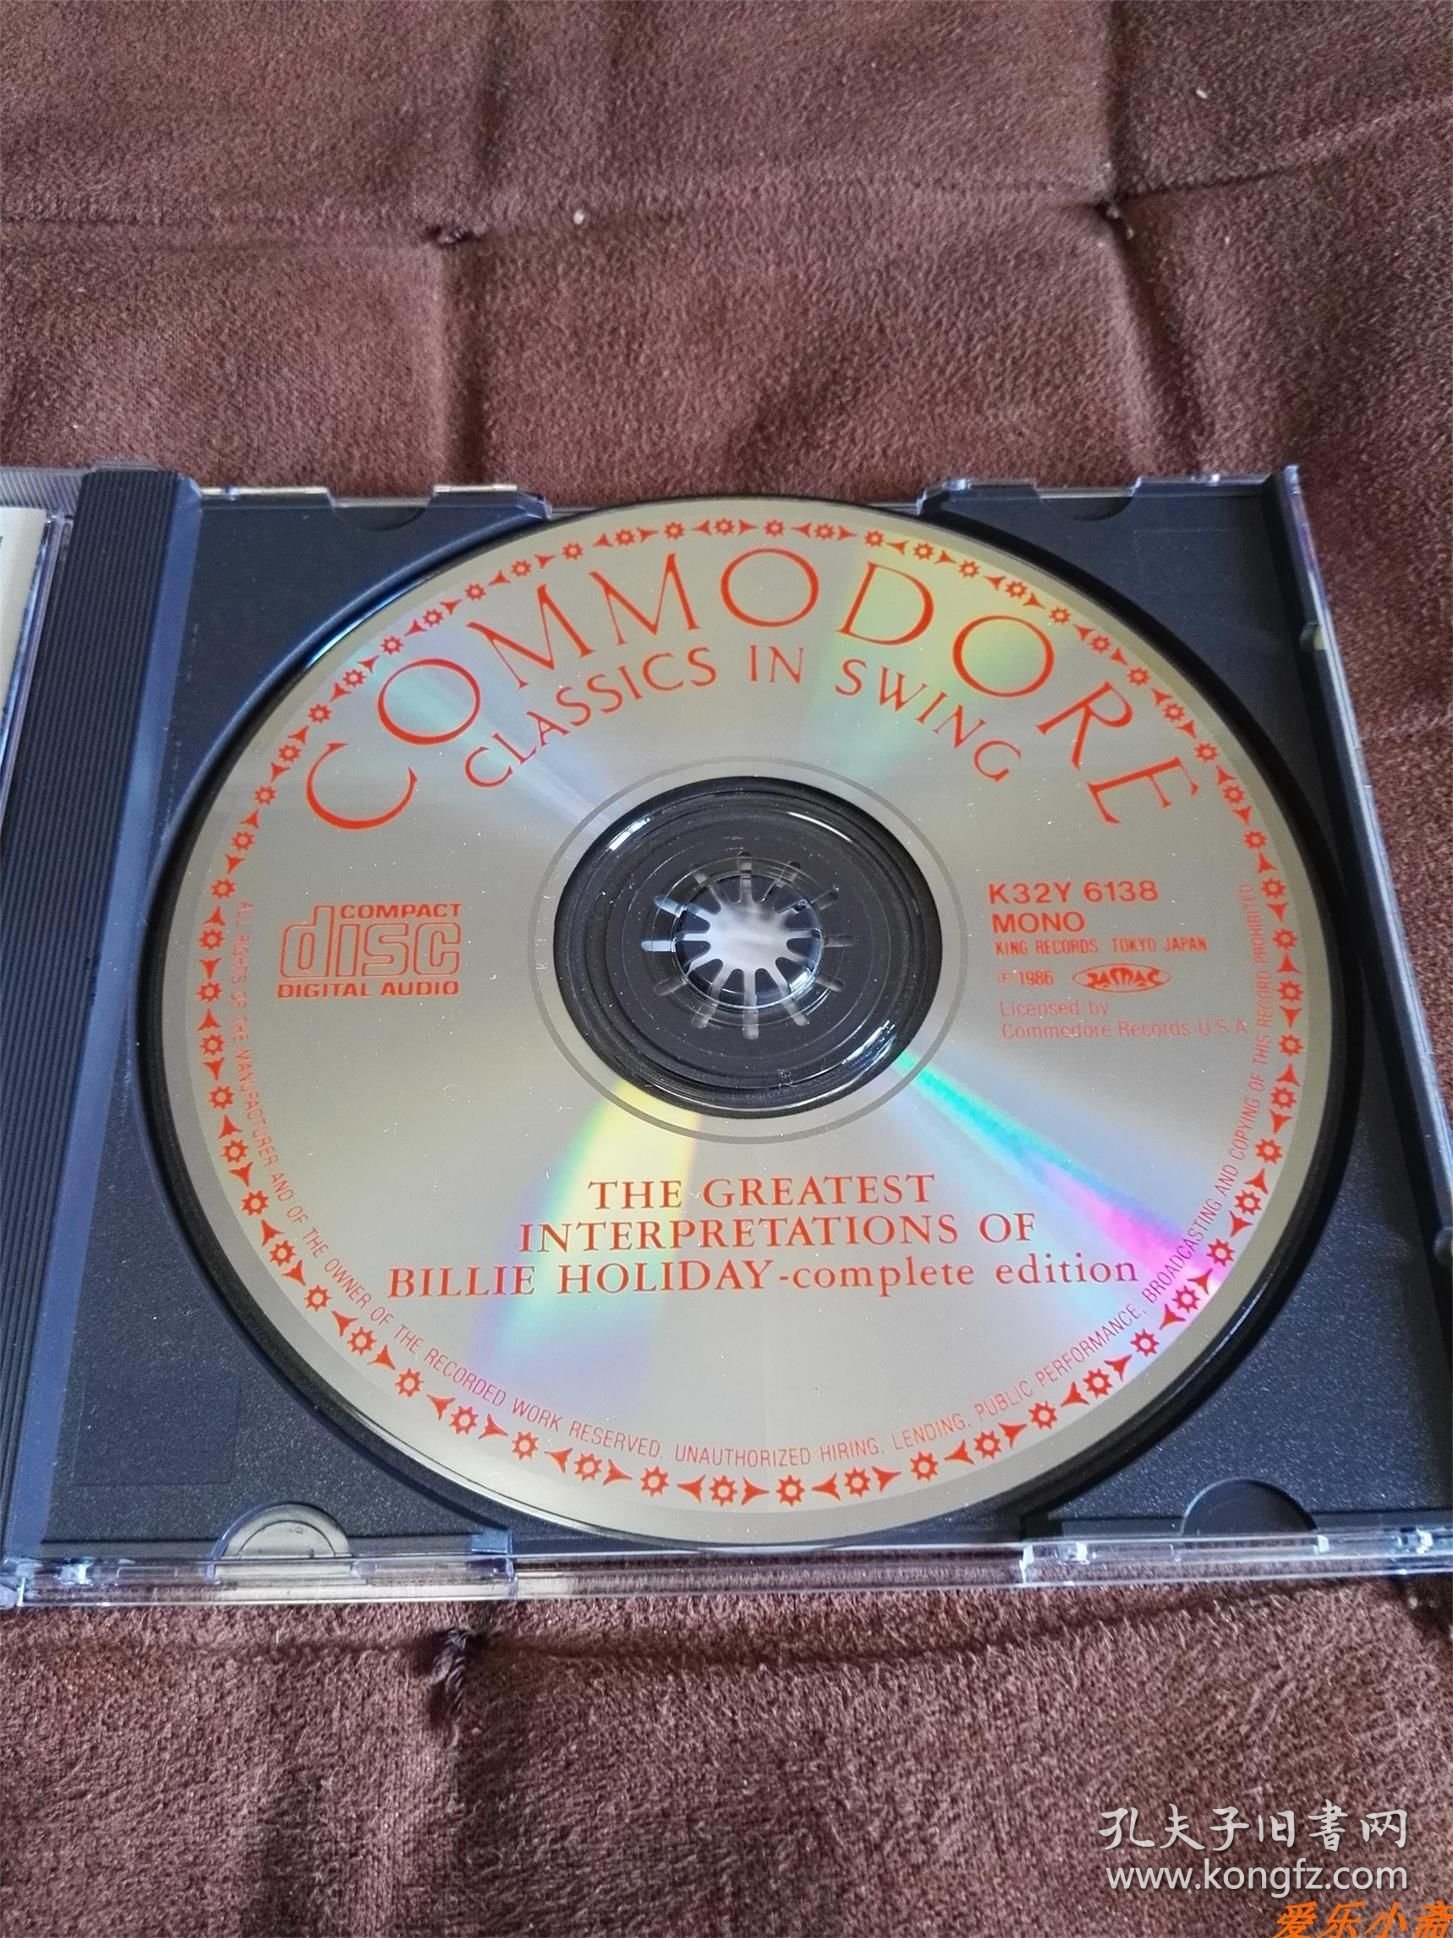 COMMODORE
CLASSICS IN SWING
COMPACT
disc
DIGITAL AUDIO
K32Y 6138
MONO
KING RECORDS. TOKYO JAPAN
℗1986 JASRAC
Licensed by
Commodore Records U.S.A.
THE GREATEST
INTERPRETATIONS OF
BILLIE HOLIDAY-complete edition
ALL RIGHTS OF THE MANUFACTURER AND OF THE OWNER OF THE RECORDED WORK RESERVED. UNAUTHORIZED HIRING, LENDING, PUBLIC PERFORMANCE, BROADCASTING AND COPYING OF THIS RECORD PROHIBITED
孔夫子旧书网
www.kongfz.com
爱乐小斋